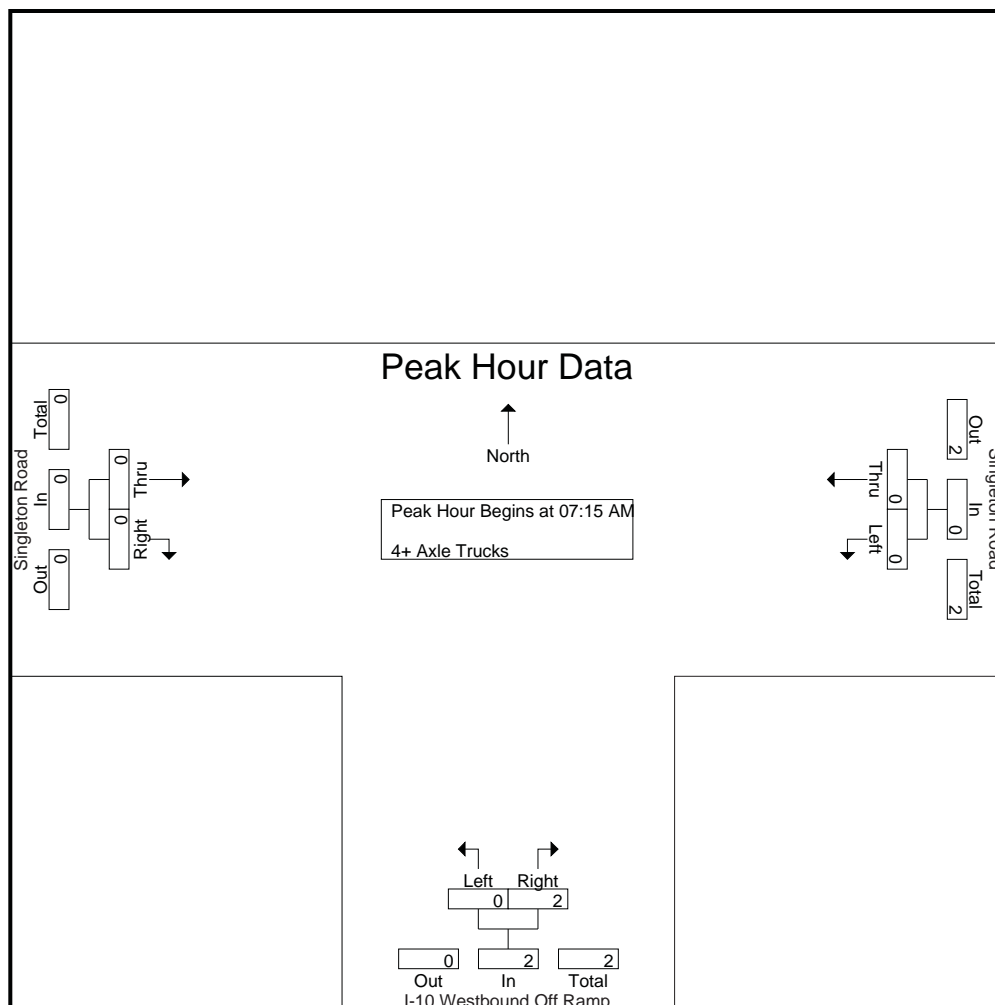 Peak Hour Data
North
Peak Hour Begins at 07:15 AM
4+ Axle Trucks
Singleton Road
Total
0
In
0
Out
0
0
Thru
0
Right
Out
2
In
0
Total
2
Singleton Road
Thru
0
Left
0
Left
Right
0
2
0
2
2
Out
In
Total
I-10 Westbound Off Ramp